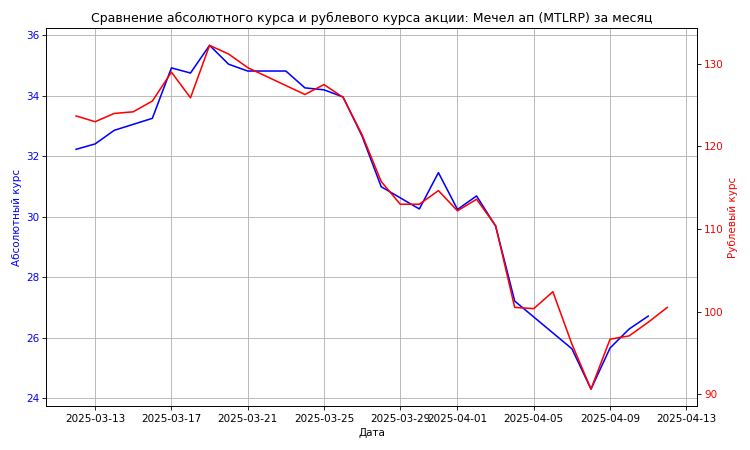 Сравнение абсолютного курса и рублевого курса акции: Мечел ап (MTLRP) за месяц
36
34
32
30
28
26
24
Абсолютный курс
130
120
110
100
90
Рублевый курс
2025-03-13 2025-03-17 2025-03-21 2025-03-25 2025-03-29 2025-04-01 2025-04-05 2025-04-09 2025-04-13
Дата